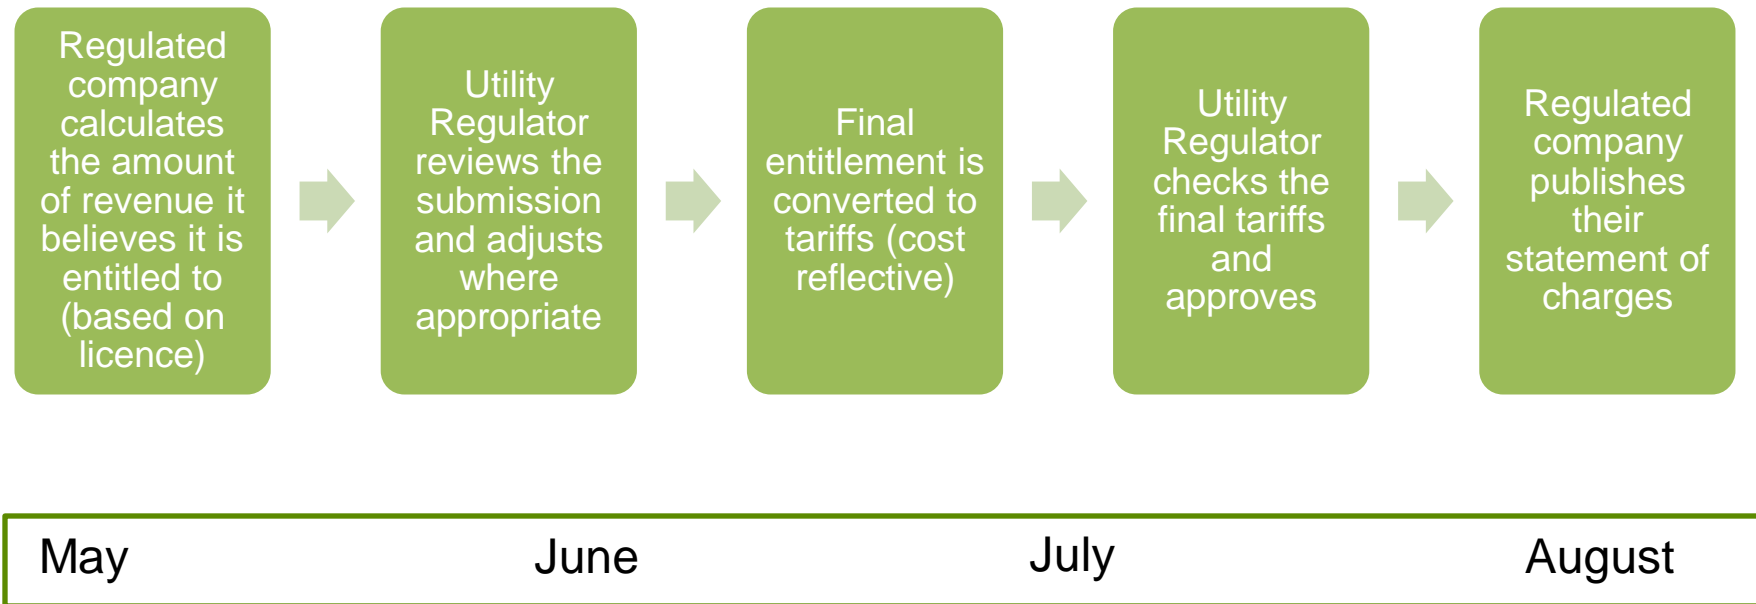 Regulated
company
calculates
the amount
of revenue it
believes it is
entitled to
(based on
licence)
Utility
Regulator
reviews the
submission
and adjusts
where
appropriate
Final
entitlement is
converted to
tariffs (cost
reflective)
Utility
Regulator
checks the
final tariffs
and
approves
Regulated
company
publishes
their
statement of
charges
May June July August